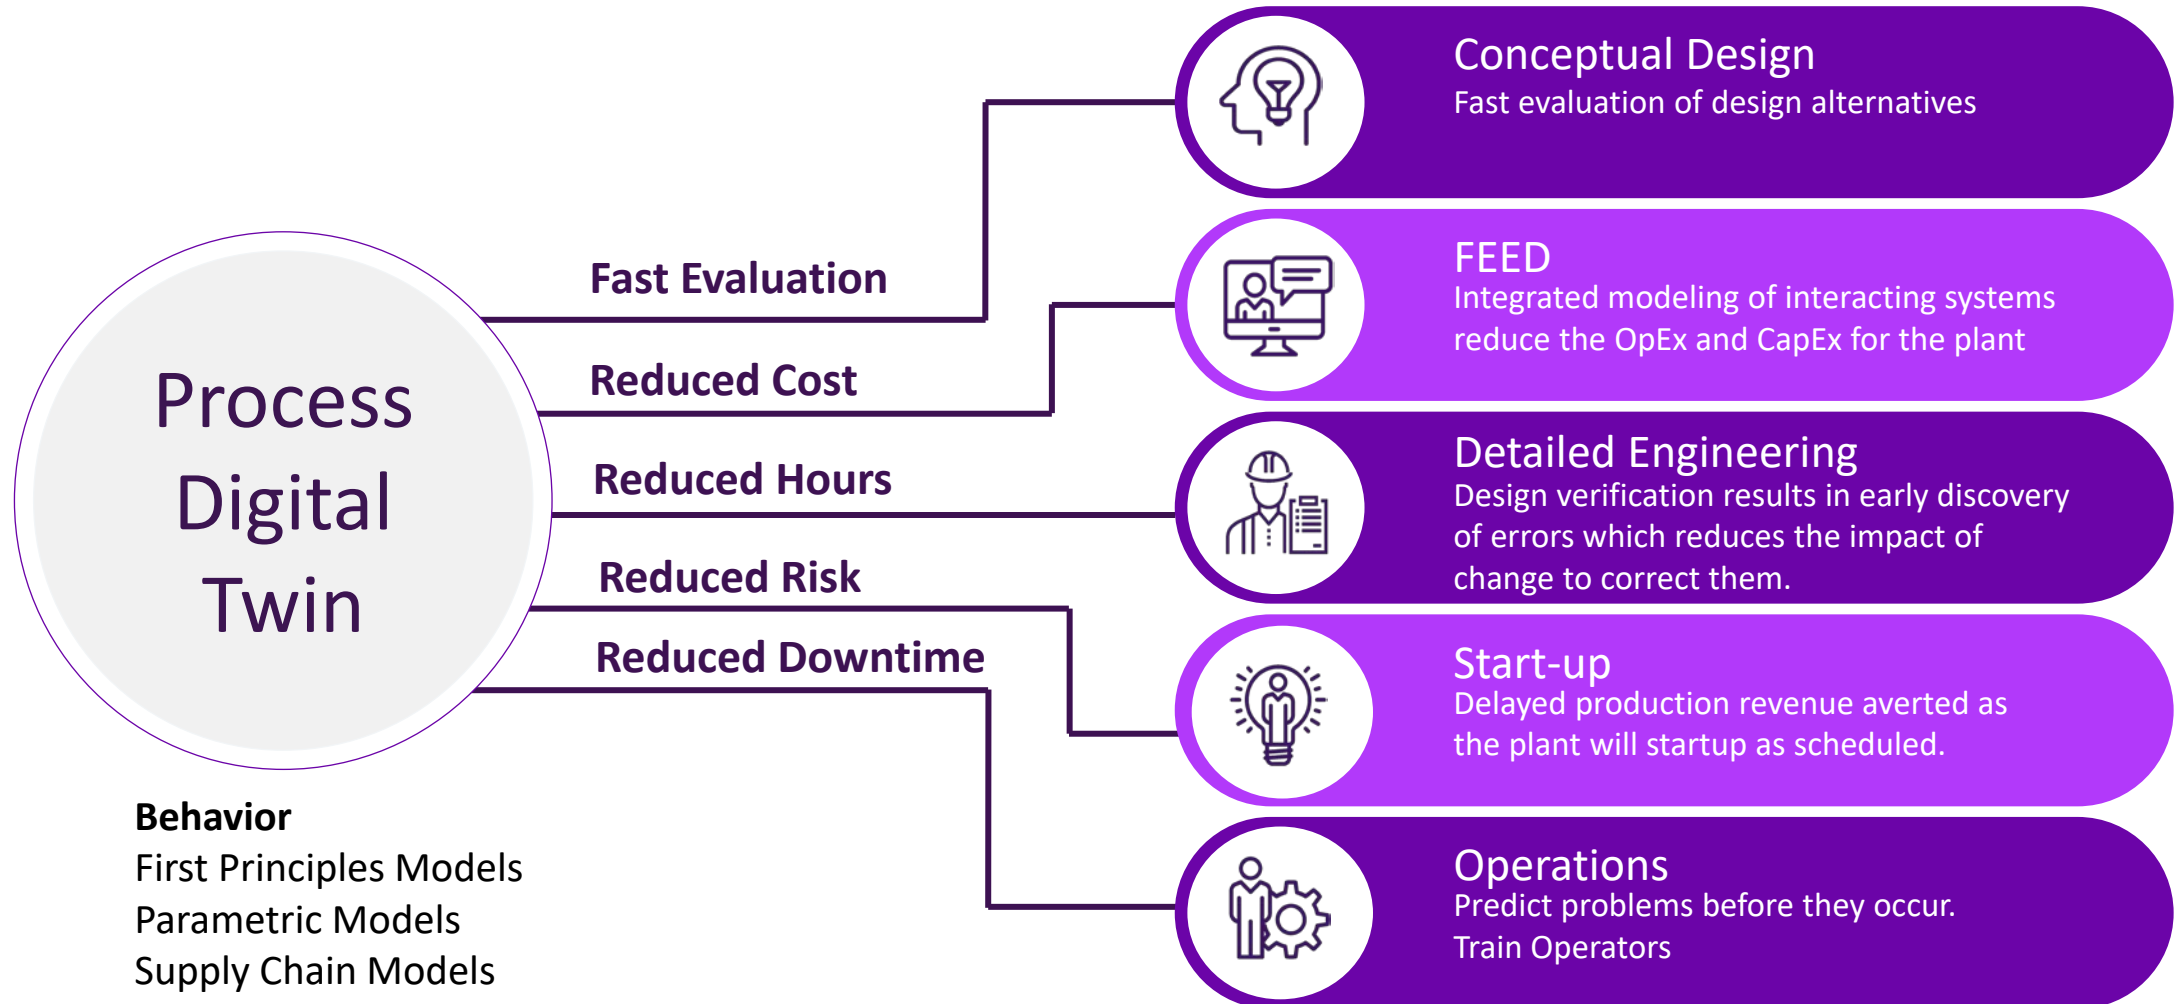 Process
Digital
Twin
Behavior
First Principles Models
Parametric Models
Supply Chain Models
Fast Evaluation
Reduced Cost
Reduced Hours
Reduced Risk
Reduced Downtime
Conceptual Design
Fast evaluation of design alternatives
FEED
Integrated modeling of interacting systems
reduce the OpEx and CapEx for the plant
Detailed Engineering
Design verification results in early discovery
of errors which reduces the impact of
change to correct them.
Start-up
Delayed production revenue averted as
the plant will startup as scheduled.
Operations
Predict problems before they occur.
Train Operators